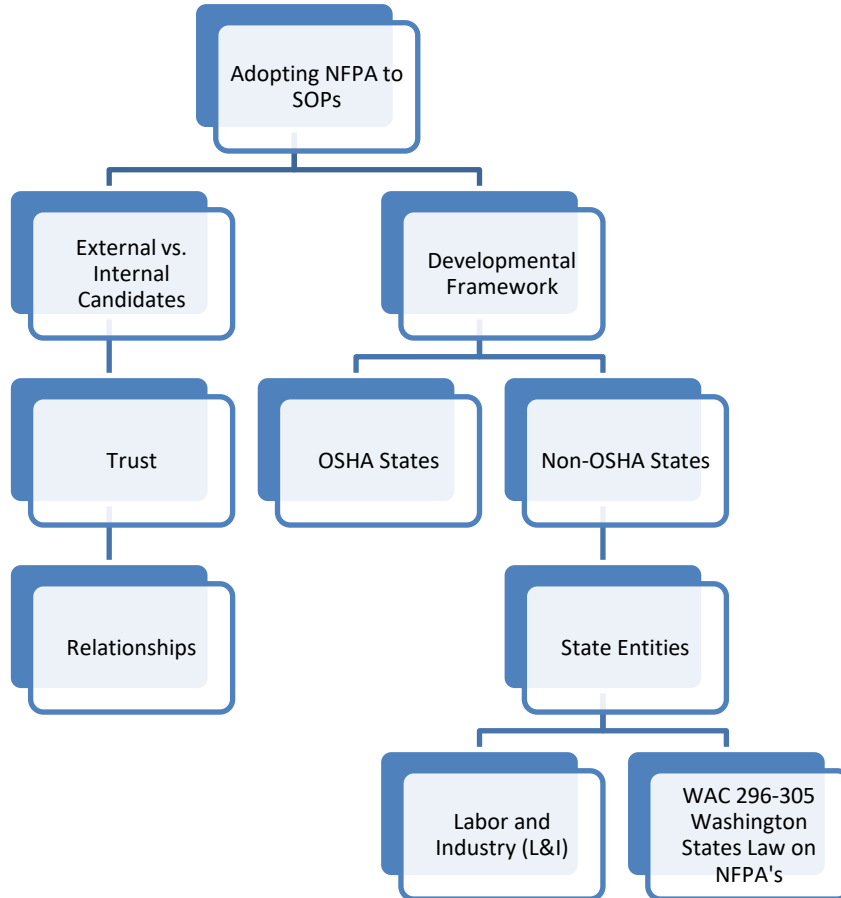 Adopting NFPA to
SOPs
External vs.
Internal
Candidates
Developmental
Framework
Trust
OSHA States
Non-OSHA States
Relationships
State Entities
Labor and
Industry (L&I)
WAC 296-305
Washington
States Law on
NFPA's